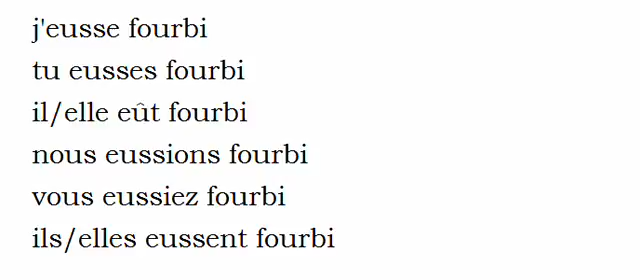 j'eusse fourbi
tu eusses fourbi
il/elle eût fourbi
nous eussions fourbi
vous eussiez fourbi
ils/elles eussent fourbi